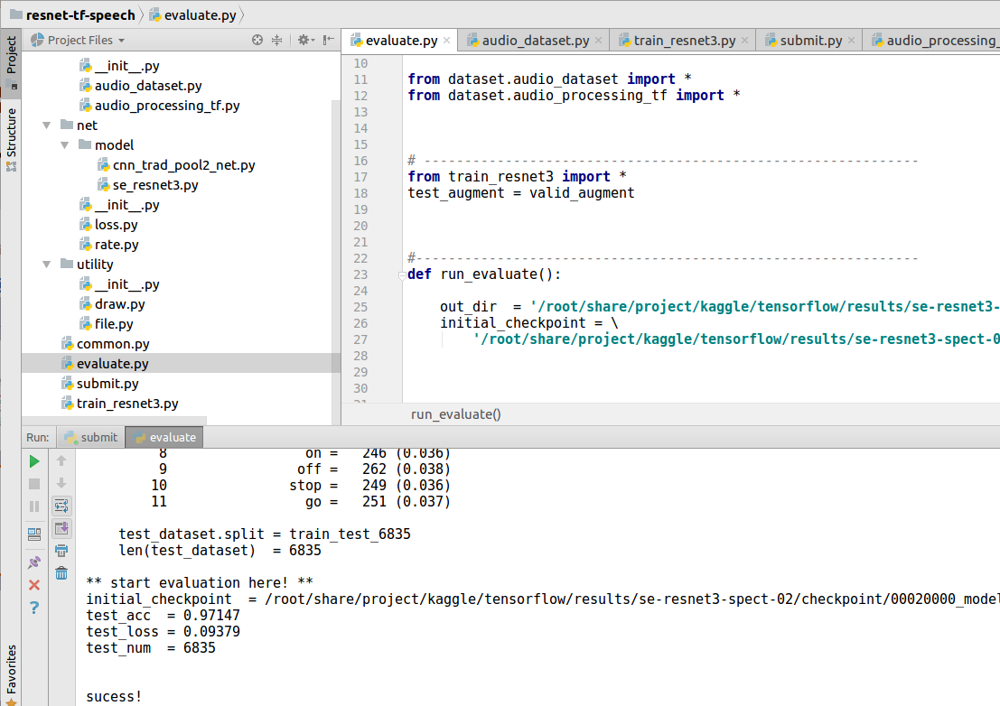 resnet-tf-speech evaluate.py
Project
Structure
Favorites
Project Files
__init__.py
audio_dataset.py
audio_processing_tf.py
net
model
cnn_trad_pool2_net.py
se_resnet3.py
__init__.py
loss.py
rate.py
utility
__init__.py
draw.py
file.py
common.py
evaluate.py
submit.py
train_resnet3.py
evaluate.py audio_dataset.py train_resnet3.py submit.py audio_processing_
10
11 from dataset.audio_dataset import *
12 from dataset.audio_processing_tf import *
13
14
15
16 # -------------------------------------------------------------
17 from train_resnet3 import *
18 test_augment = valid_augment
19
20
21
22 #--------------------------------------------------------------
23 def run_evaluate():
24
25 out_dir  = '/root/share/project/kaggle/tensorflow/results/se-resnet3-
26 initial_checkpoint = \
27 '/root/share/project/kaggle/tensorflow/results/se-resnet3-spect-0
28
29
30
31
run_evaluate()
Run: submit evaluate
8 on = 246 (0.036)
9 off = 262 (0.038)
10 stop = 249 (0.036)
11 go = 251 (0.037)
test_dataset.split = train_test_6835
len(test_dataset)  = 6835
** start evaluation here! **
initial_checkpoint  = /root/share/project/kaggle/tensorflow/results/se-resnet3-spect-02/checkpoint/00020000_model
test_acc  = 0.97147
test_loss = 0.09379
test_num  = 6835
sucess!